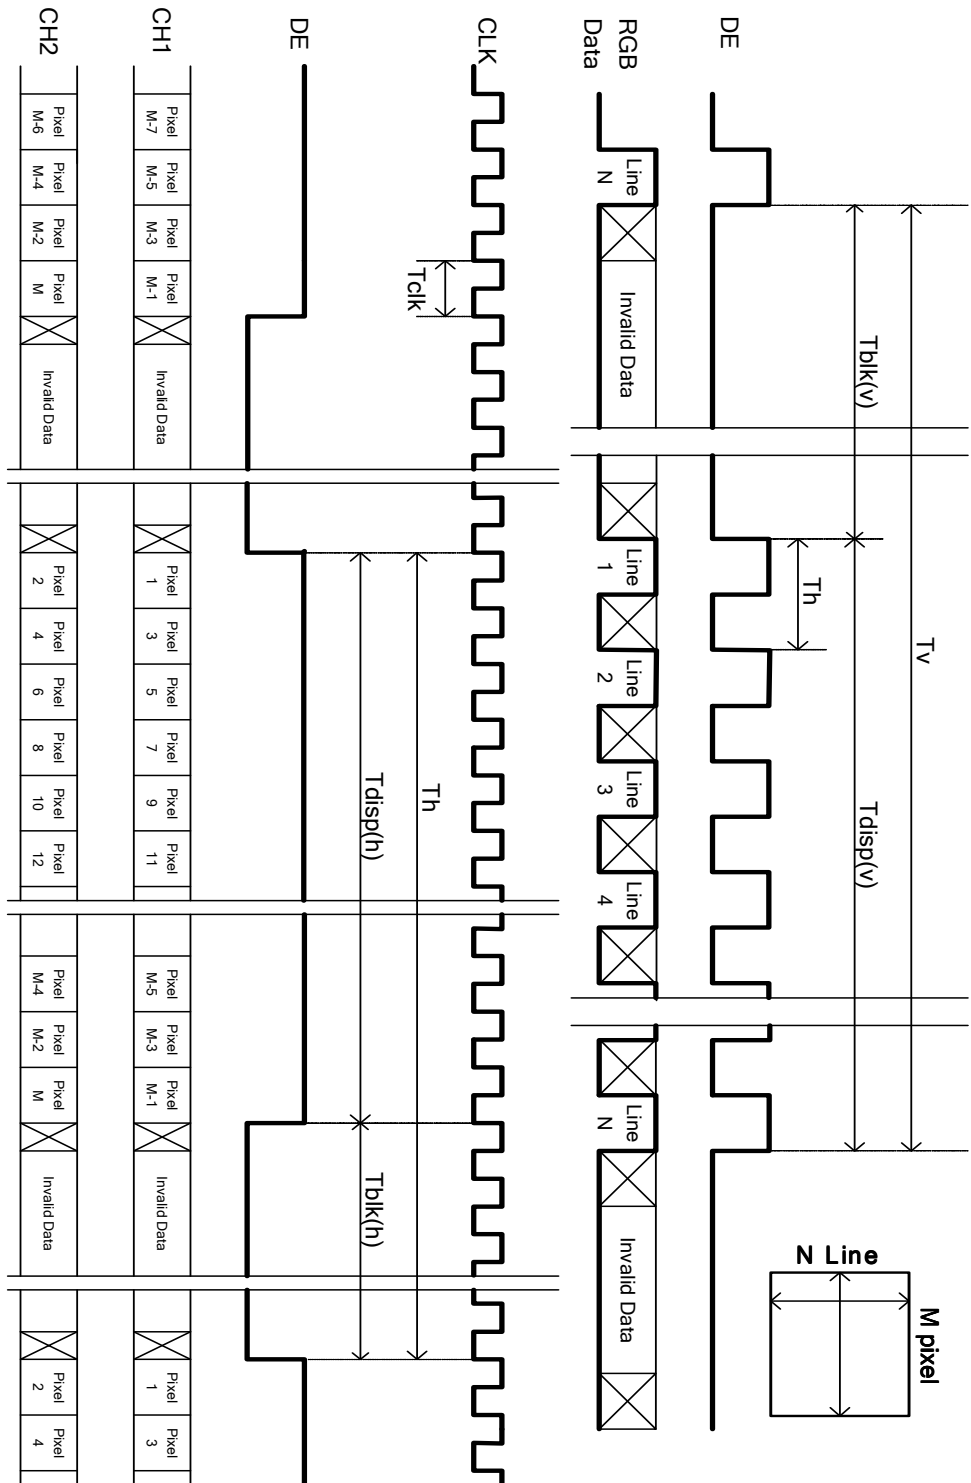 Tv
M pixel
Tblk(v) Tdisp(v)
Th
N Line
DE
RGB
Data
Line
N
Invalid Data
Line
1
Line
2
Line
3
Line
4
Line
N
Invalid Data
CLK
Tclk
Th
Tdisp(h) Tblk(h)
DE
CH1
Pixel
M-7
Pixel
M-5
Pixel
M-3
Pixel
M-1
Invalid Data
Pixel
1
Pixel
3
Pixel
5
Pixel
7
Pixel
9
Pixel
11
Pixel
M-5
Pixel
M-3
Pixel
M-1
Invalid Data
Pixel
1
Pixel
3
CH2
Pixel
M-6
Pixel
M-4
Pixel
M-2
Pixel
M
Invalid Data
Pixel
2
Pixel
4
Pixel
6
Pixel
8
Pixel
10
Pixel
12
Pixel
M-4
Pixel
M-2
Pixel
M
Invalid Data
Pixel
2
Pixel
4